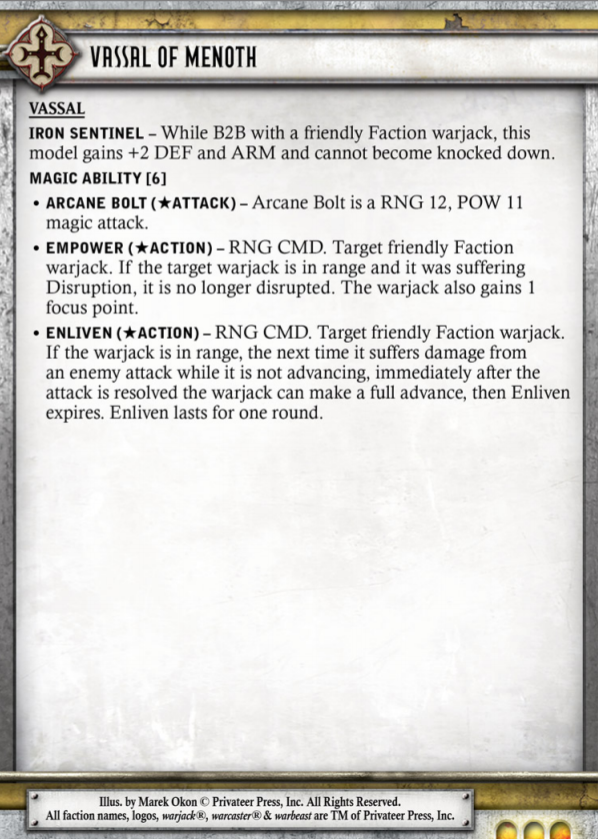 VASSAL OF MENOTH
VASSAL
IRON SENTINEL – While B2B with a friendly Faction warjack, this
model gains +2 DEF and ARM and cannot become knocked down.
MAGIC ABILITY [6]
• ARCANE BOLT (★ATTACK) – Arcane Bolt is a RNG 12, POW 11
magic attack.
• EMPOWER (★ACTION) – RNG CMD. Target friendly Faction
warjack. If the target warjack is in range and it was suffering
Disruption, it is no longer disrupted. The warjack also gains 1
focus point.
• ENLIVEN (★ACTION) – RNG CMD. Target friendly Faction warjack.
If the warjack is in range, the next time it suffers damage from
an enemy attack while it is not advancing, immediately after the
attack is resolved the warjack can make a full advance, then Enliven
expires. Enliven lasts for one round.
Illus. by Marek Okon © Privateer Press, Inc. All Rights Reserved.
All faction names, logos, warjack®, warcaster® & warbeast are TM of Privateer Press, Inc.